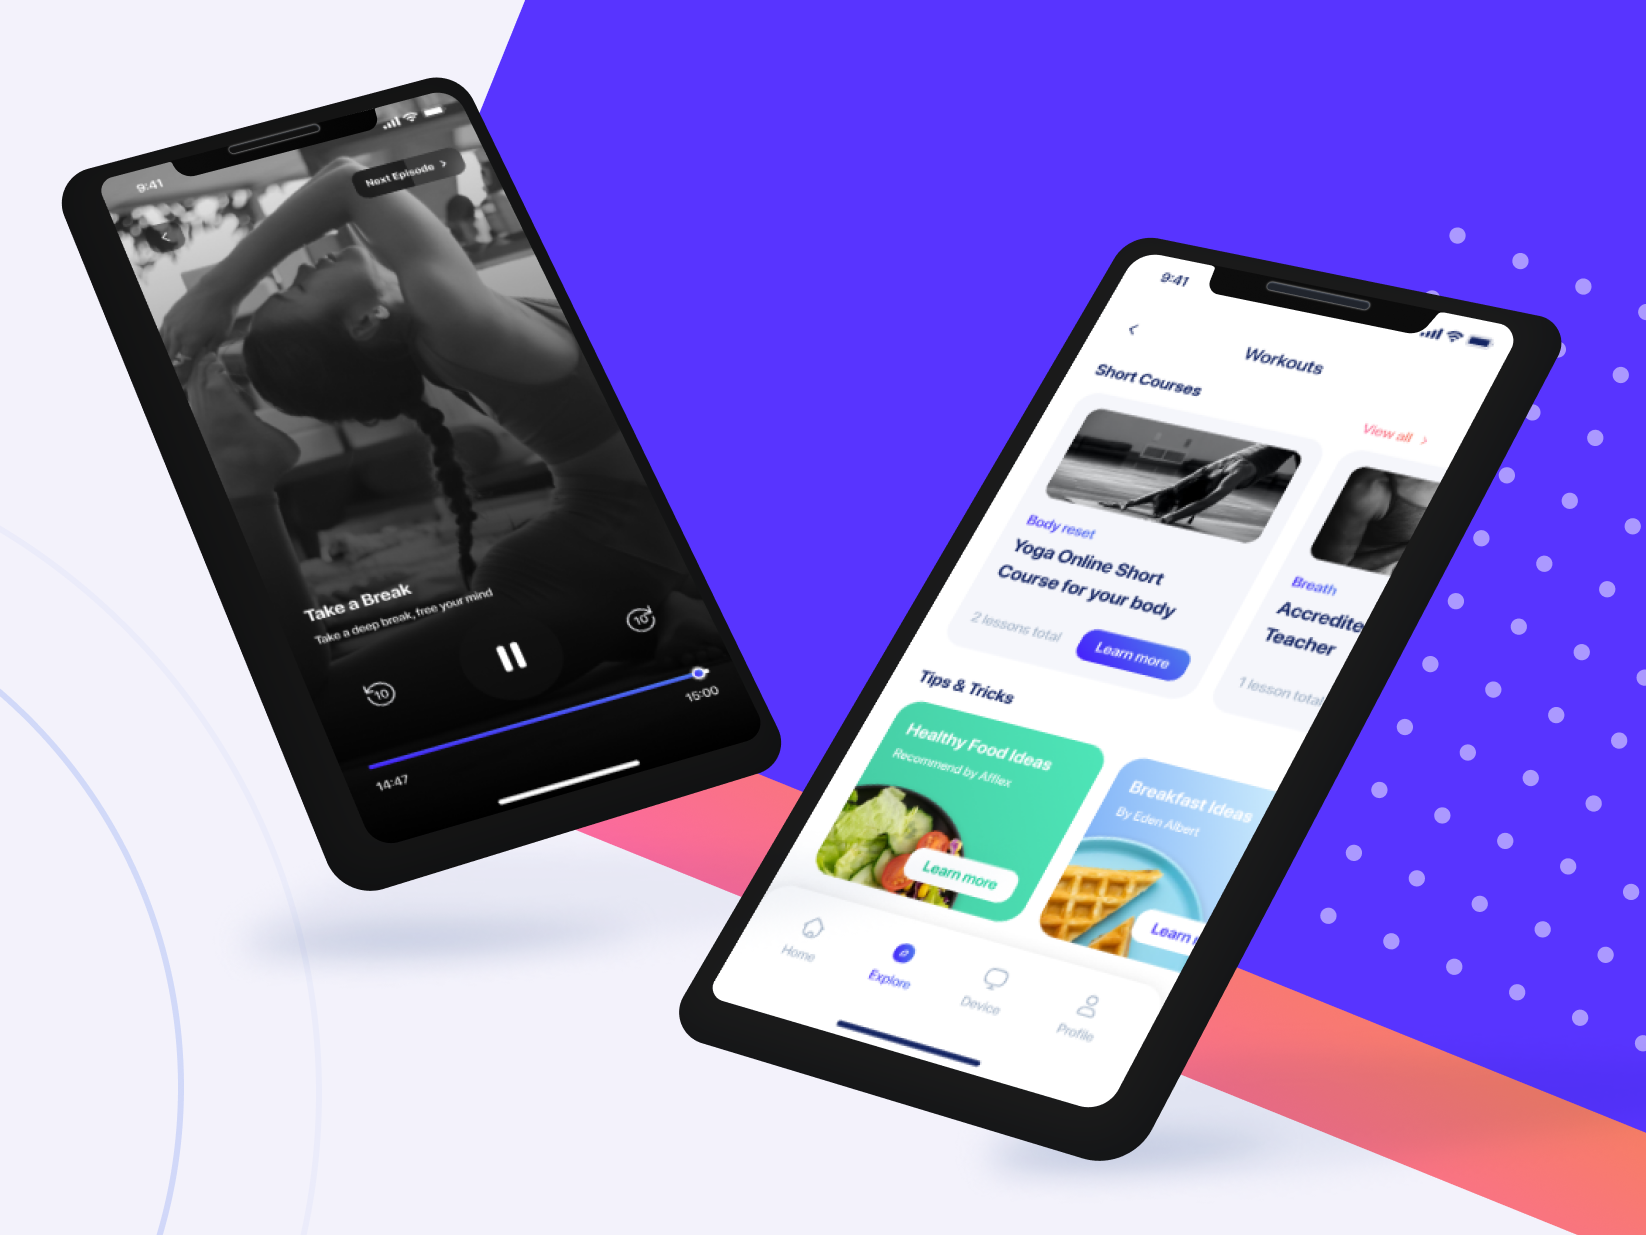 9:41
Next Episode
Take a Break
Take a deep break, free your mind
10
10
14:47
15:00
9:41
Workouts
Short Courses
View all
Body reset
Yoga Online Short
Course for your body
2 lessons total
Learn more
Breath
Accredite
Teacher
1 lesson total
Tips & Tricks
Healthy Food Ideas
Recommend by Afflex
Learn more
Breakfast Ideas
By Eden Albert
Learn
Home
Explore
Device
Profile